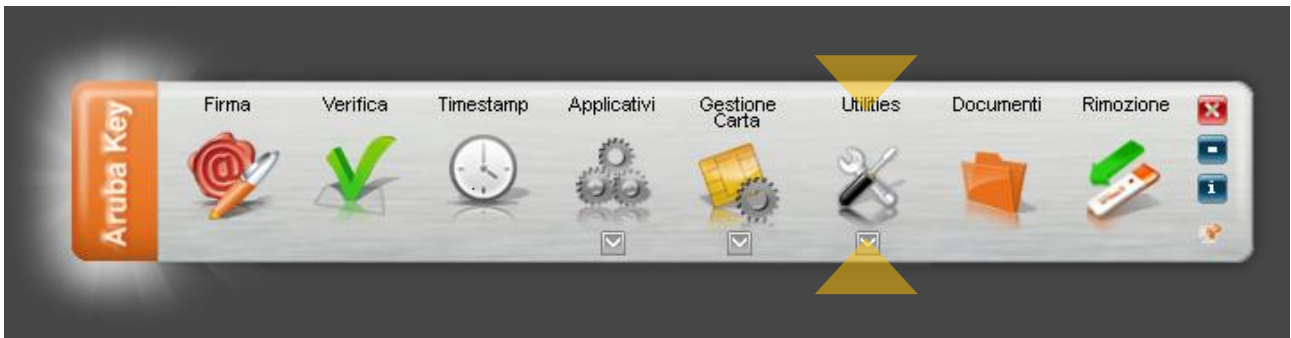 Aruba Key
Firma
Verifica
Timestamp
Applicativi
Gestione
Carta
Utilities
Documenti
Rimozione